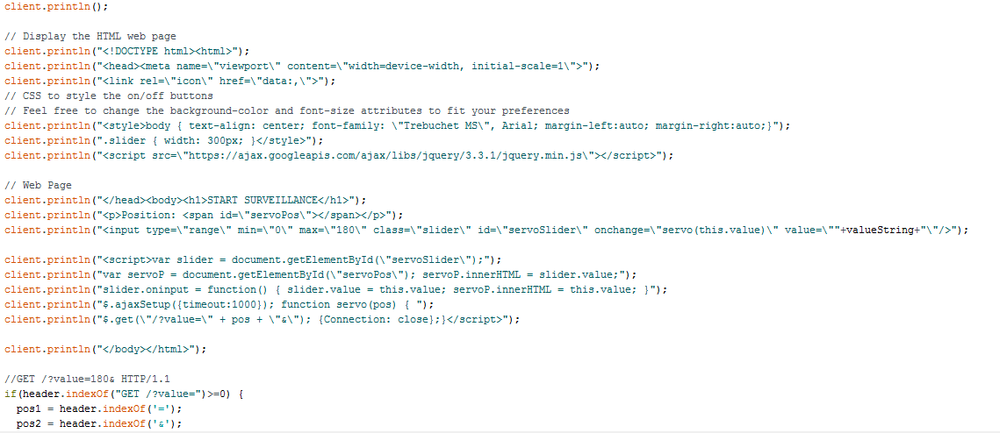 client.println();
// Display the HTML web page
client.println("<!DOCTYPE html><html>");
client.println("<head><meta name=\"viewport\" content=\"width=device-width, initial-scale=1\">");
client.println("<link rel=\"icon\" href=\"data:,\">");
// CSS to style the on/off buttons
// Feel free to change the background-color and font-size attributes to fit your preferences
client.println("<style>body { text-align: center; font-family: \"Trebuchet MS\", Arial; margin-left:auto; margin-right:auto;}");
client.println(".slider { width: 300px; }</style>");
client.println("<script src=\"https://ajax.googleapis.com/ajax/libs/jquery/3.3.1/jquery.min.js\"></script>");
// Web Page
client.println("</head><body><h1>START SURVEILLANCE</h1>");
client.println("<p>Position: <span id=\"servoPos\"></span></p>");
client.println("<input type=\"range\" min=\"0\" max=\"180\" class=\"slider\" id=\"servoSlider\" onchange=\"servo(this.value)\" value=\""+valueString+"\"/>");
client.println("<script>var slider = document.getElementById(\"servoSlider\");");
client.println("var servoP = document.getElementById(\"servoPos\"); servoP.innerHTML = slider.value;");
client.println("slider.oninput = function() { slider.value = this.value; servoP.innerHTML = this.value; }");
client.println("$.ajaxSetup({timeout:1000}); function servo(pos) { ");
client.println("$.get(\"/?value=\" + pos + \"&\"); {Connection: close};}</script>");
client.println("</body></html>");
//GET /?value=180& HTTP/1.1
if(header.indexOf("GET /?value=")>=0) {
pos1 = header.indexOf('=');
pos2 = header.indexOf('&');